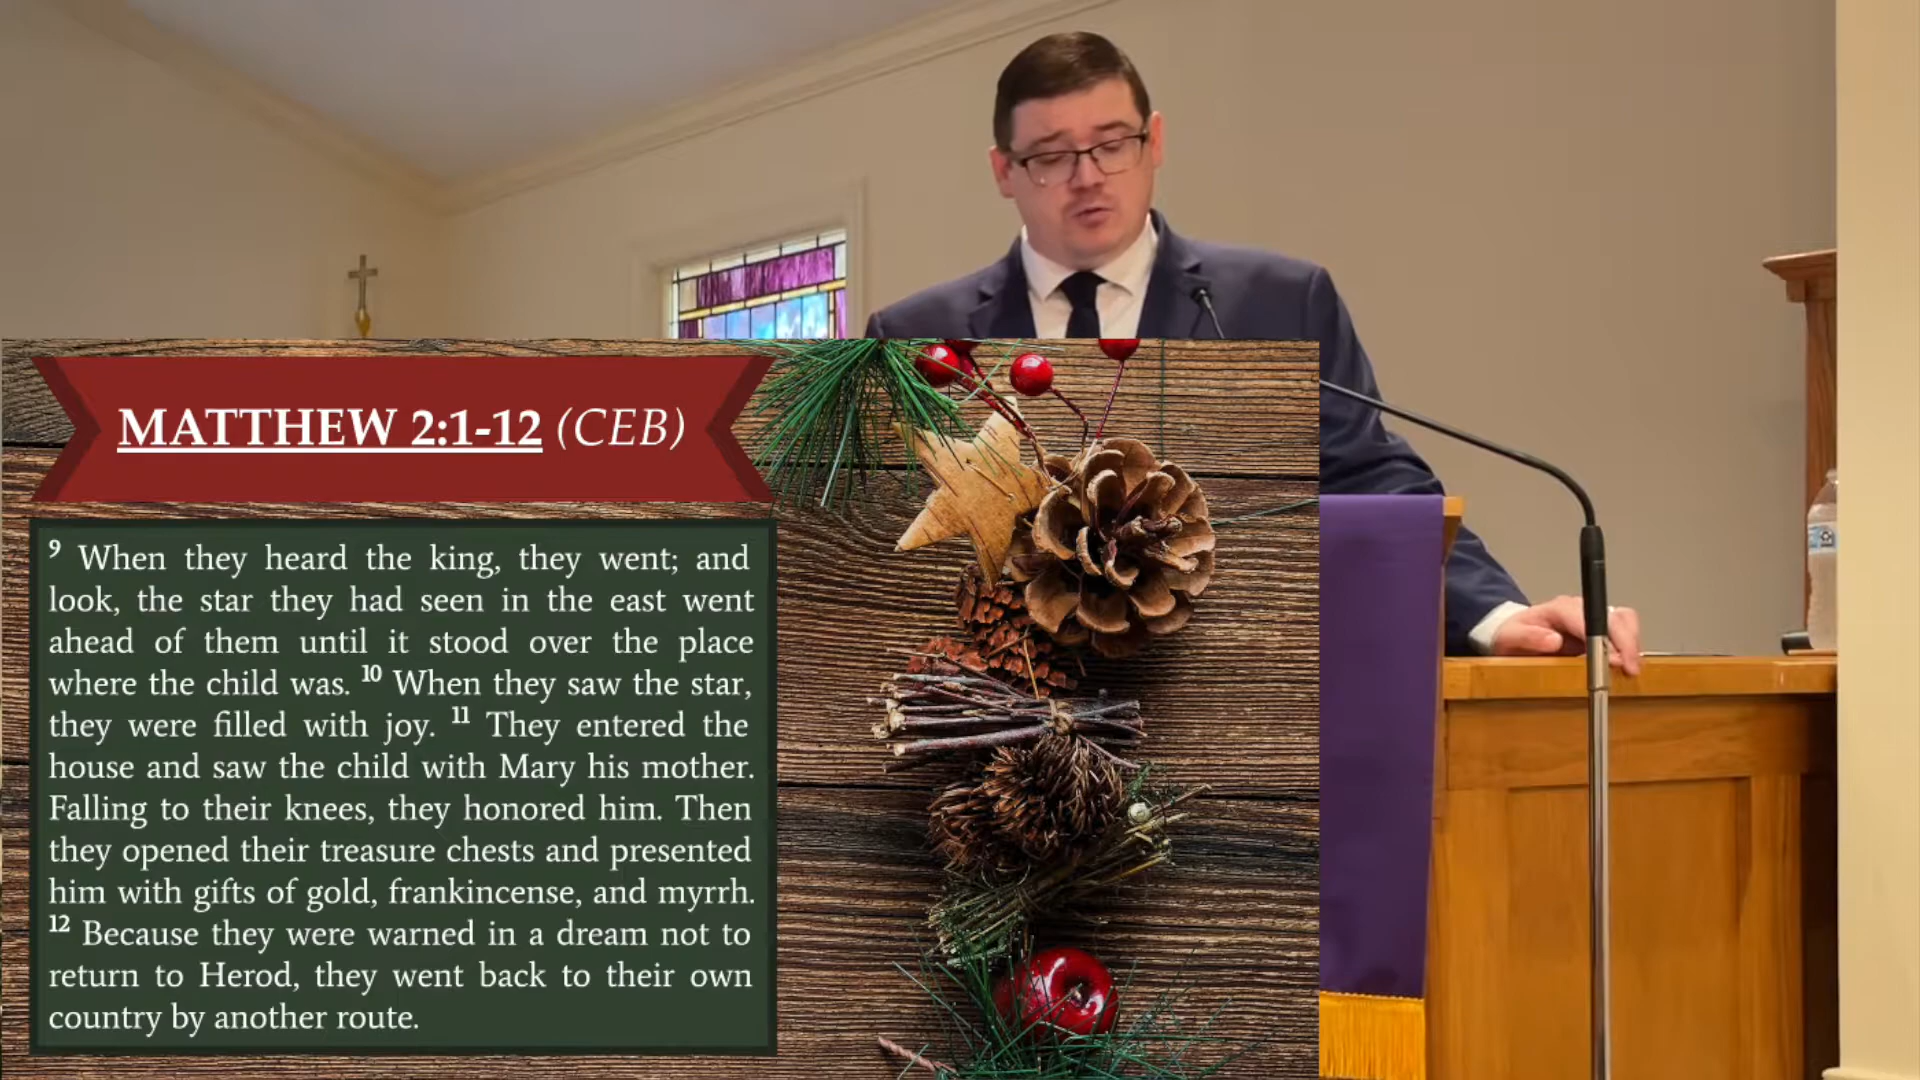 MATTHEW 2:1-12 (CEB)
9 When they heard the king, they went; and
look, the star they had seen in the east went
ahead of them until it stood over the place
where the child was. 10 When they saw the star,
they were filled with joy. 11 They entered the
house and saw the child with Mary his mother.
Falling to their knees, they honored him. Then
they opened their treasure chests and presented
him with gifts of gold, frankincense, and myrrh.
12 Because they were warned in a dream not to
return to Herod, they went back to their own
country by another route.